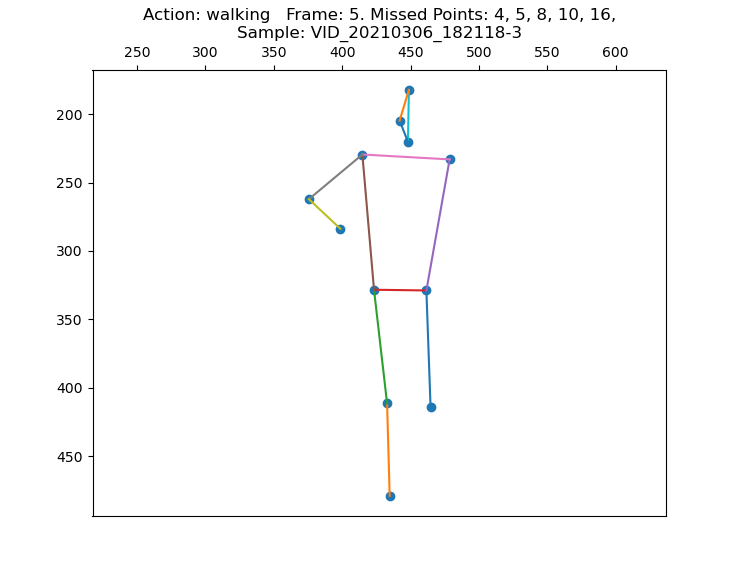 Action: walking   Frame: 5. Missed Points: 4, 5, 8, 10, 16,
Sample: VID_20210306_182118-3
250 300 350 400 450 500 550 600
200
250
300
350
400
450